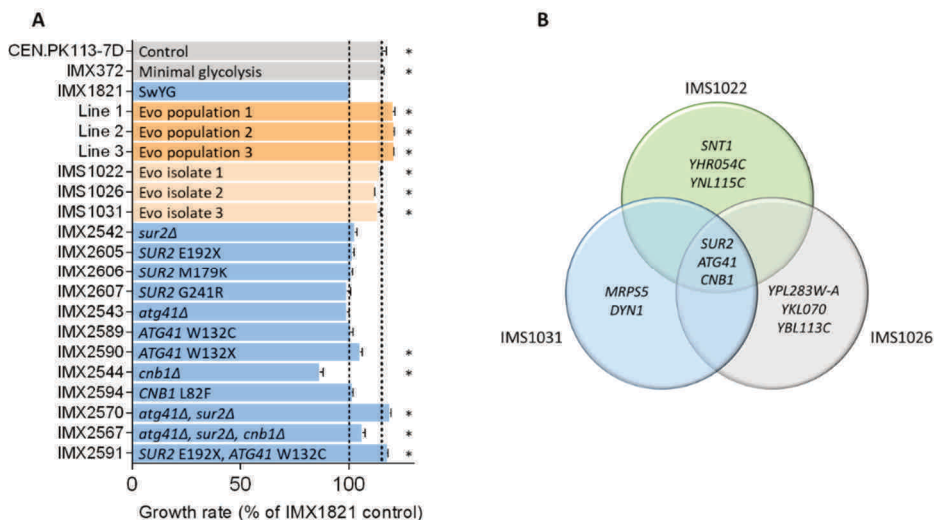 A
CEN.PK113-7D Control *
IMX372 Minimal glycolysis *
IMX1821 SwYG
Line 1 Evo population 1 *
Line 2 Evo population 2 *
Line 3 Evo population 3 *
IMS1022 Evo isolate 1 *
IMS1026 Evo isolate 2 *
IMS1031 Evo isolate 3 *
IMX2542 sur2Δ
IMX2605 SUR2 E192X
IMX2606 SUR2 M179K
IMX2607 SUR2 G241R
IMX2543 atg41Δ
IMX2589 ATG41 W132C
IMX2590 ATG41 W132X *
IMX2544 cnb1Δ *
IMX2594 CNB1 L82F
IMX2570 atg41Δ, sur2Δ *
IMX2567 atg41Δ, sur2Δ, cnb1Δ *
IMX2591 SUR2 E192X, ATG41 W132C *
0 50 100
Growth rate (% of IMX1821 control)
B
IMS1022
SNT1
YHR054C
YNL115C
SUR2
ATG41
CNB1
MRPS5
DYN1
YPL283W-A
YKL070
YBL113C
IMS1031
IMS1026